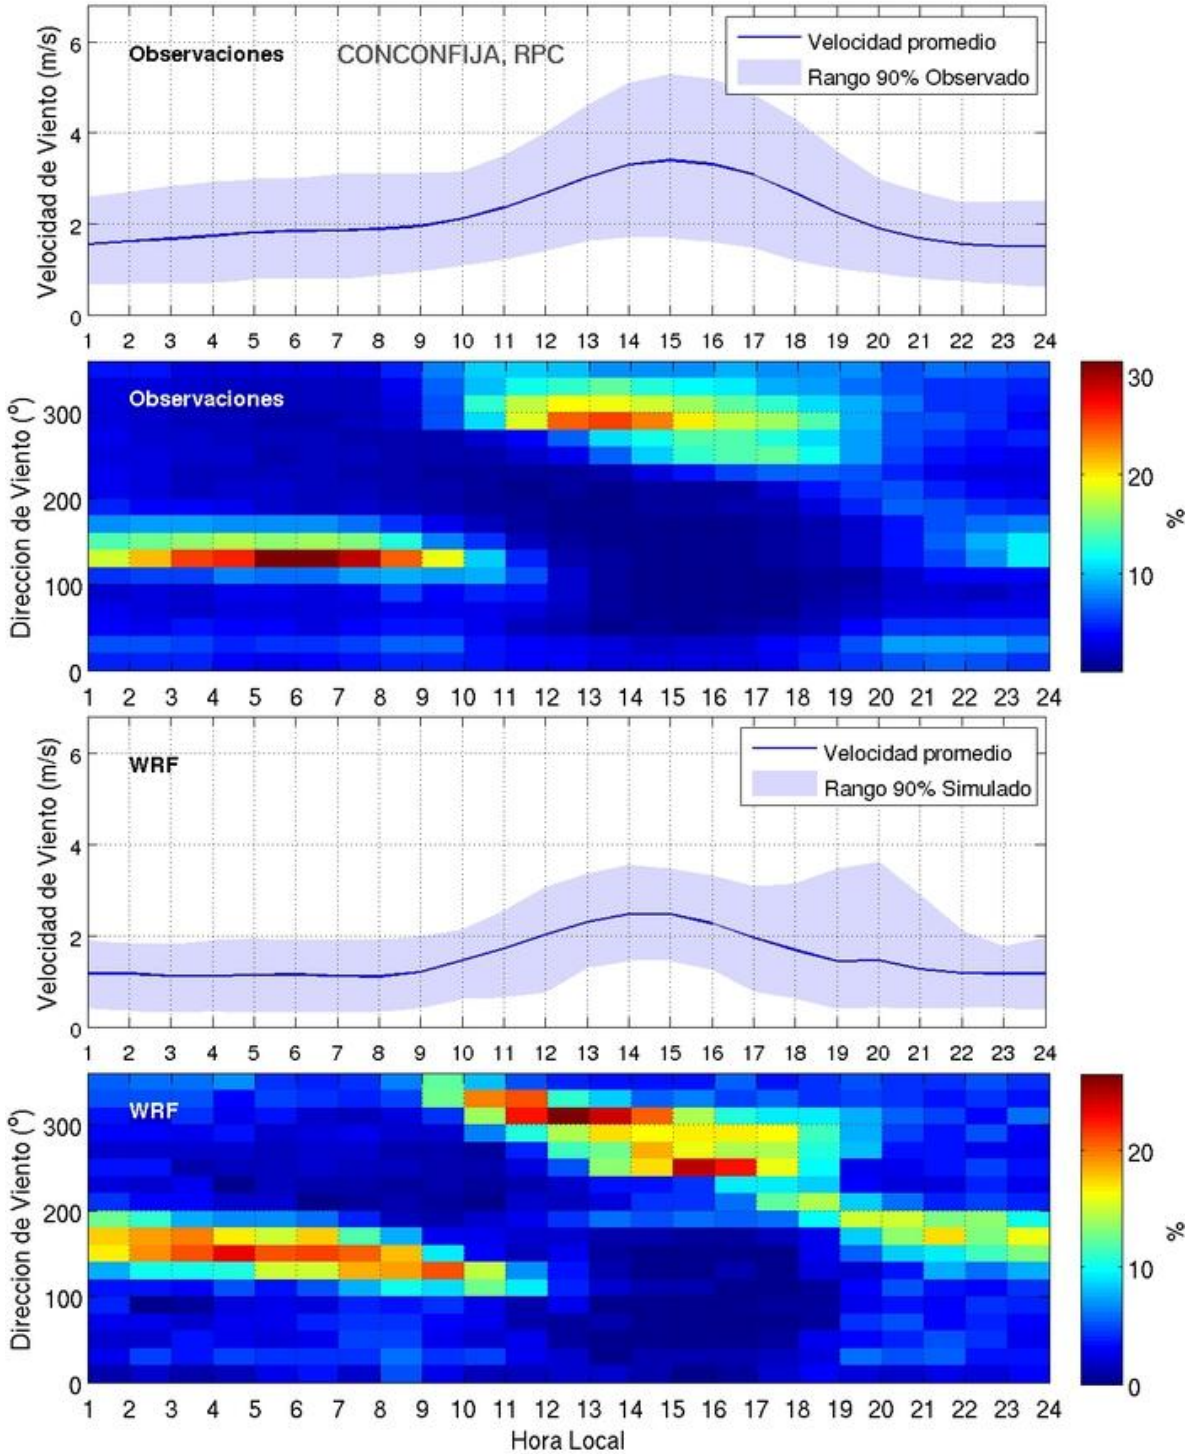 Observaciones CONCONFIJA, RPC
Velocidad promedio
Rango 90% Observado
Velocidad de Viento (m/s)
6
4
2
0
1 2 3 4 5 6 7 8 9 10 11 12 13 14 15 16 17 18 19 20 21 22 23 24
Observaciones
Direccion de Viento (º)
300
200
100
0
1 2 3 4 5 6 7 8 9 10 11 12 13 14 15 16 17 18 19 20 21 22 23 24
30
20
10
%
WRF
Velocidad promedio
Rango 90% Simulado
Velocidad de Viento (m/s)
6
4
2
0
1 2 3 4 5 6 7 8 9 10 11 12 13 14 15 16 17 18 19 20 21 22 23 24
WRF
Direccion de Viento (º)
300
200
100
0
1 2 3 4 5 6 7 8 9 10 11 12 13 14 15 16 17 18 19 20 21 22 23 24
Hora Local
20
10
0
%